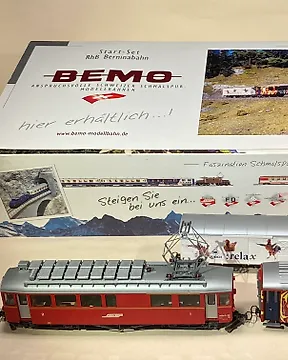 Start-Set
RhB Berninabahn
BEMO
ANSPRUCHSVOLLE SCHWEIZER SCHMALSPUR-
MODELLBAHNEN
hier erhältlich...!
www.bemo-modellbahn.de
Faszination Schmalspur
Steigen Sie
bei uns ein...
relax